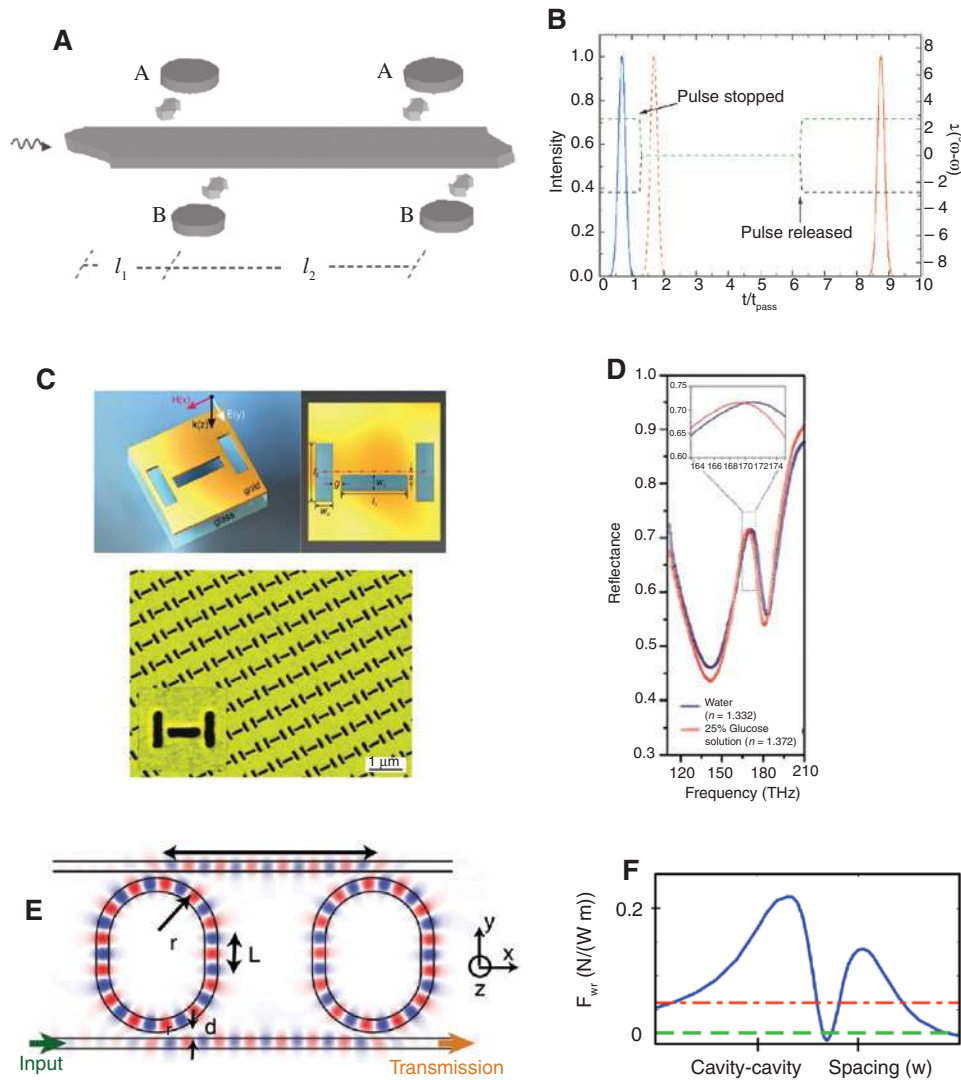 A
A
A
B
B
l₁
l₂
B
Intensity
1.0
0.8
0.6
0.4
0.2
0.0
Pulse stopped
Pulse released
8
6
4
2
0
−2
−4
−6
−8
0 1 2 3 4 5 6 7 8 9 10
t/t_pass
C
H(x)
E(y)
k(z)
gold
glass
g
1 µm
D
Reflectance
1.0
0.9
0.8
0.7
0.6
0.5
0.4
0.3
0.75
0.70
0.65
0.60
164 166 168 170 172 174
Water
(n = 1.332)
25% Glucose
solution (n = 1.372)
120 150 180 210
Frequency (THz)
E
r
L
r
d
y
x
z
Input
Transmission
F
F_wr (N/(W m))
0.2
0
Cavity-cavity
Spacing (w)